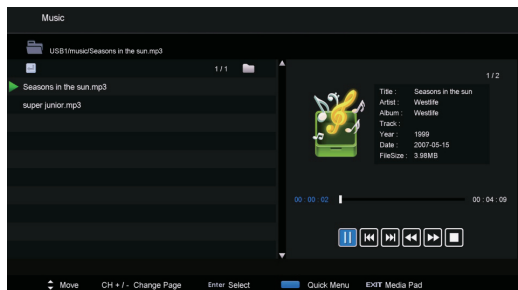 Music
USB1/music/Seasons in the sun.mp3
1 / 1
Seasons in the sun.mp3
super junior.mp3
1 / 2
Title : Seasons in the sun
Artist : Westlife
Album : Westlife
Track :
Year : 1999
Date : 2007-05-15
FileSize : 3.98MB
00 : 00 : 02
00 : 04 : 09
Move CH + / - Change Page Enter Select Quick Menu EXIT Media Pad